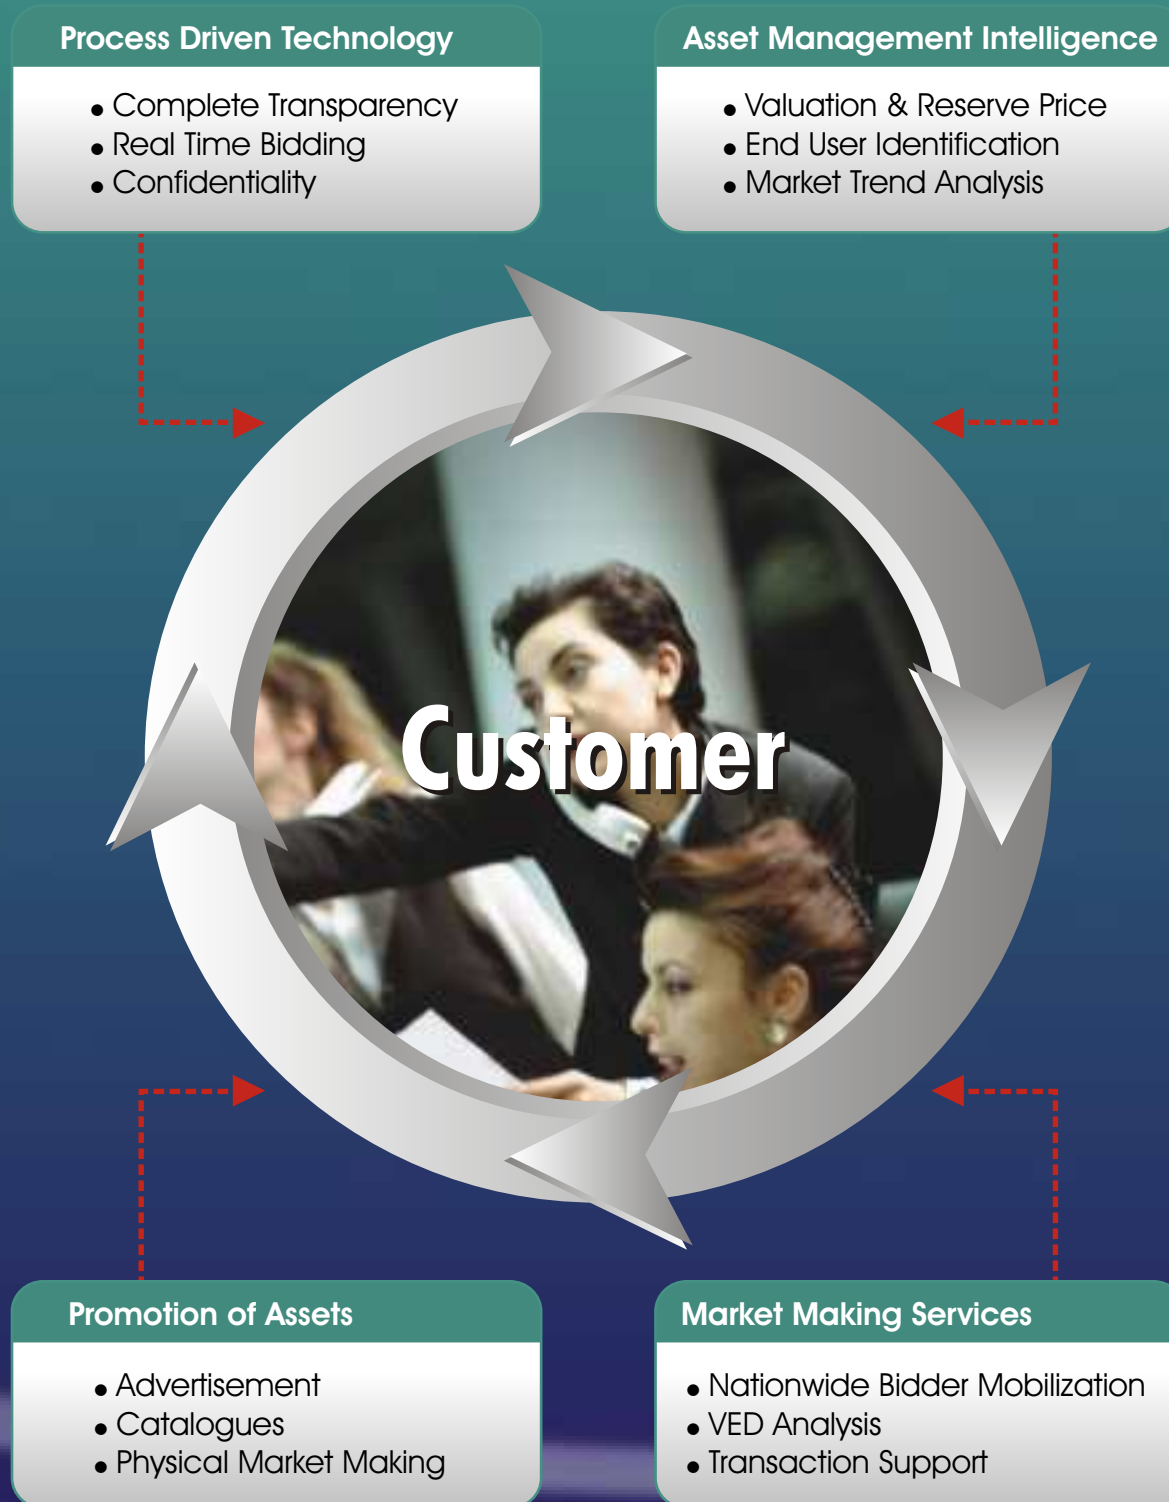 Process Driven Technology
• Complete Transparency
• Real Time Bidding
• Confidentiality
Asset Management Intelligence
• Valuation & Reserve Price
• End User Identification
• Market Trend Analysis
Customer
Promotion of Assets
• Advertisement
• Catalogues
• Physical Market Making
Market Making Services
• Nationwide Bidder Mobilization
• VED Analysis
• Transaction Support